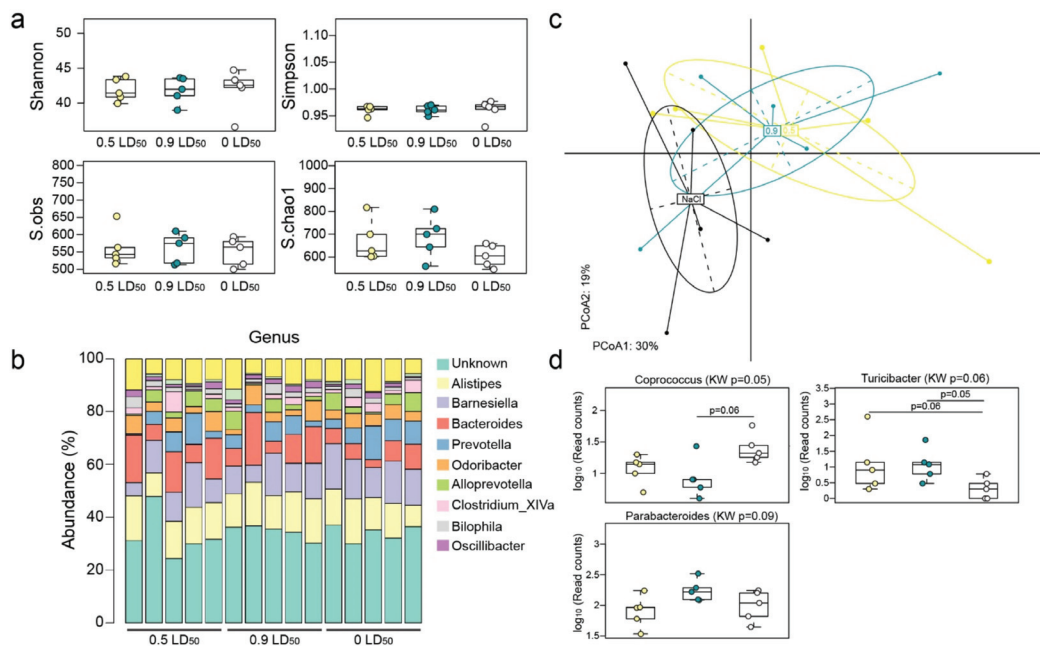 a
Shannon
50
45
40
0.5 LD₅₀ 0.9 LD₅₀ 0 LD₅₀
Simpson
1.10
1.05
1.00
0.95
0.5 LD₅₀ 0.9 LD₅₀ 0 LD₅₀
S.obs
800
750
700
650
600
550
500
0.5 LD₅₀ 0.9 LD₅₀ 0 LD₅₀
S.chao1
1000
900
800
700
600
0.5 LD₅₀ 0.9 LD₅₀ 0 LD₅₀
b
Genus
Abundance (%)
100
80
60
40
20
0
0.5 LD₅₀ 0.9 LD₅₀ 0 LD₅₀
Unknown
Alistipes
Barnesiella
Bacteroides
Prevotella
Odoribacter
Alloprevotella
Clostridium_XIVa
Bilophila
Oscillibacter
c
0.9 0.5
NaCl
PCoA2: 19%
PCoA1: 30%
d
Coprococcus (KW p=0.05)
log₁₀ (Read counts)
2
1.5
1
p=0.06
Turicibacter (KW p=0.06)
log₁₀ (Read counts)
3.5
3
2.5
2
1.5
1.0
0.5
0
p=0.05
p=0.06
Parabacteroides (KW p=0.09)
log₁₀ (Read counts)
3
2.5
2
1.5